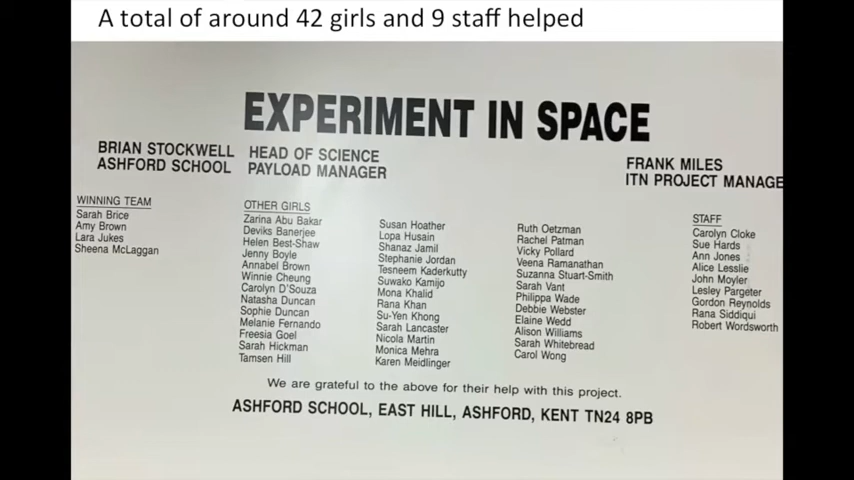 A total of around 42 girls and 9 staff helped
EXPERIMENT IN SPACE
BRIAN STOCKWELL HEAD OF SCIENCE
ASHFORD SCHOOL PAYLOAD MANAGER
FRANK MILES
ITN PROJECT MANAGE
WINNING TEAM
Sarah Brice
Amy Brown
Lara Jukes
Sheena McLaggan
OTHER GIRLS
Zarina Abu Bakar
Deviks Banerjee
Helen Best-Shaw
Jenny Boyle
Annabel Brown
Winnie Cheung
Carolyn D'Souza
Natasha Duncan
Sophie Duncan
Melanie Fernando
Freesia Goel
Sarah Hickman
Tamsen Hill
Susan Hoather
Lopa Husain
Shanaz Jamil
Stephanie Jordan
Tesneem Kaderkutty
Suwako Kamijo
Mona Khalid
Rana Khan
Su-Yen Khong
Sarah Lancaster
Nicola Martin
Monica Mehra
Karen Meidlinger
Ruth Oetzman
Rachel Patman
Vicky Pollard
Veena Ramanathan
Suzanna Stuart-Smith
Sarah Vant
Philippa Wade
Debbie Webster
Elaine Wedd
Alison Williams
Sarah Whitebread
Carol Wong
STAFF
Carolyn Cloke
Sue Hards
Ann Jones
Alice Lesslie
John Moyler
Lesley Pargeter
Gordon Reynolds
Rana Siddiqui
Robert Wordsworth
We are grateful to the above for their help with this project.
ASHFORD SCHOOL, EAST HILL, ASHFORD, KENT TN24 8PB